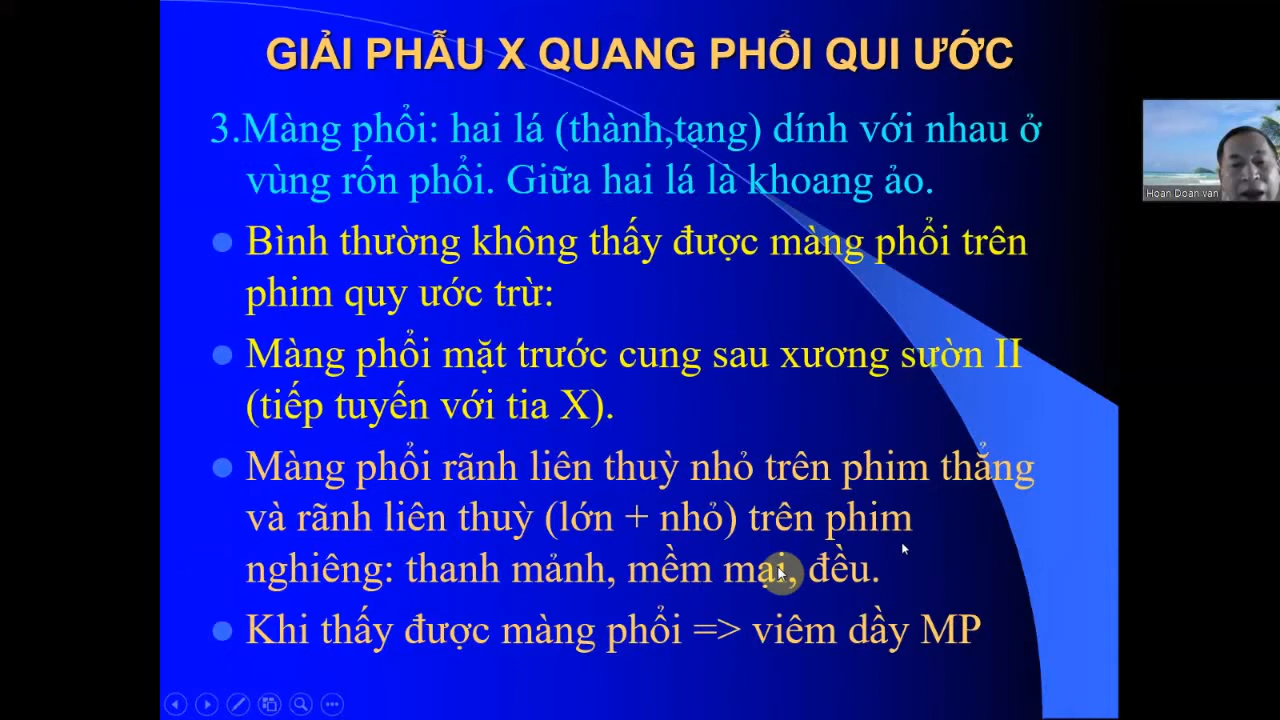 GIẢI PHẪU X QUANG PHỔI QUI ƯỚC
3.Màng phổi: hai lá (thành,tạng) dính với nhau ở
vùng rốn phổi. Giữa hai lá là khoang ảo.
Bình thường không thấy được màng phổi trên
phim quy ước trừ:
Màng phổi mặt trước cung sau xương sườn II
(tiếp tuyến với tia X).
Màng phổi rãnh liên thuỳ nhỏ trên phim thẳng
và rãnh liên thuỳ (lớn + nhỏ) trên phim
nghiêng: thanh mảnh, mềm mại, đều.
Khi thấy được màng phổi => viêm dầy MP
Hoan Doan van